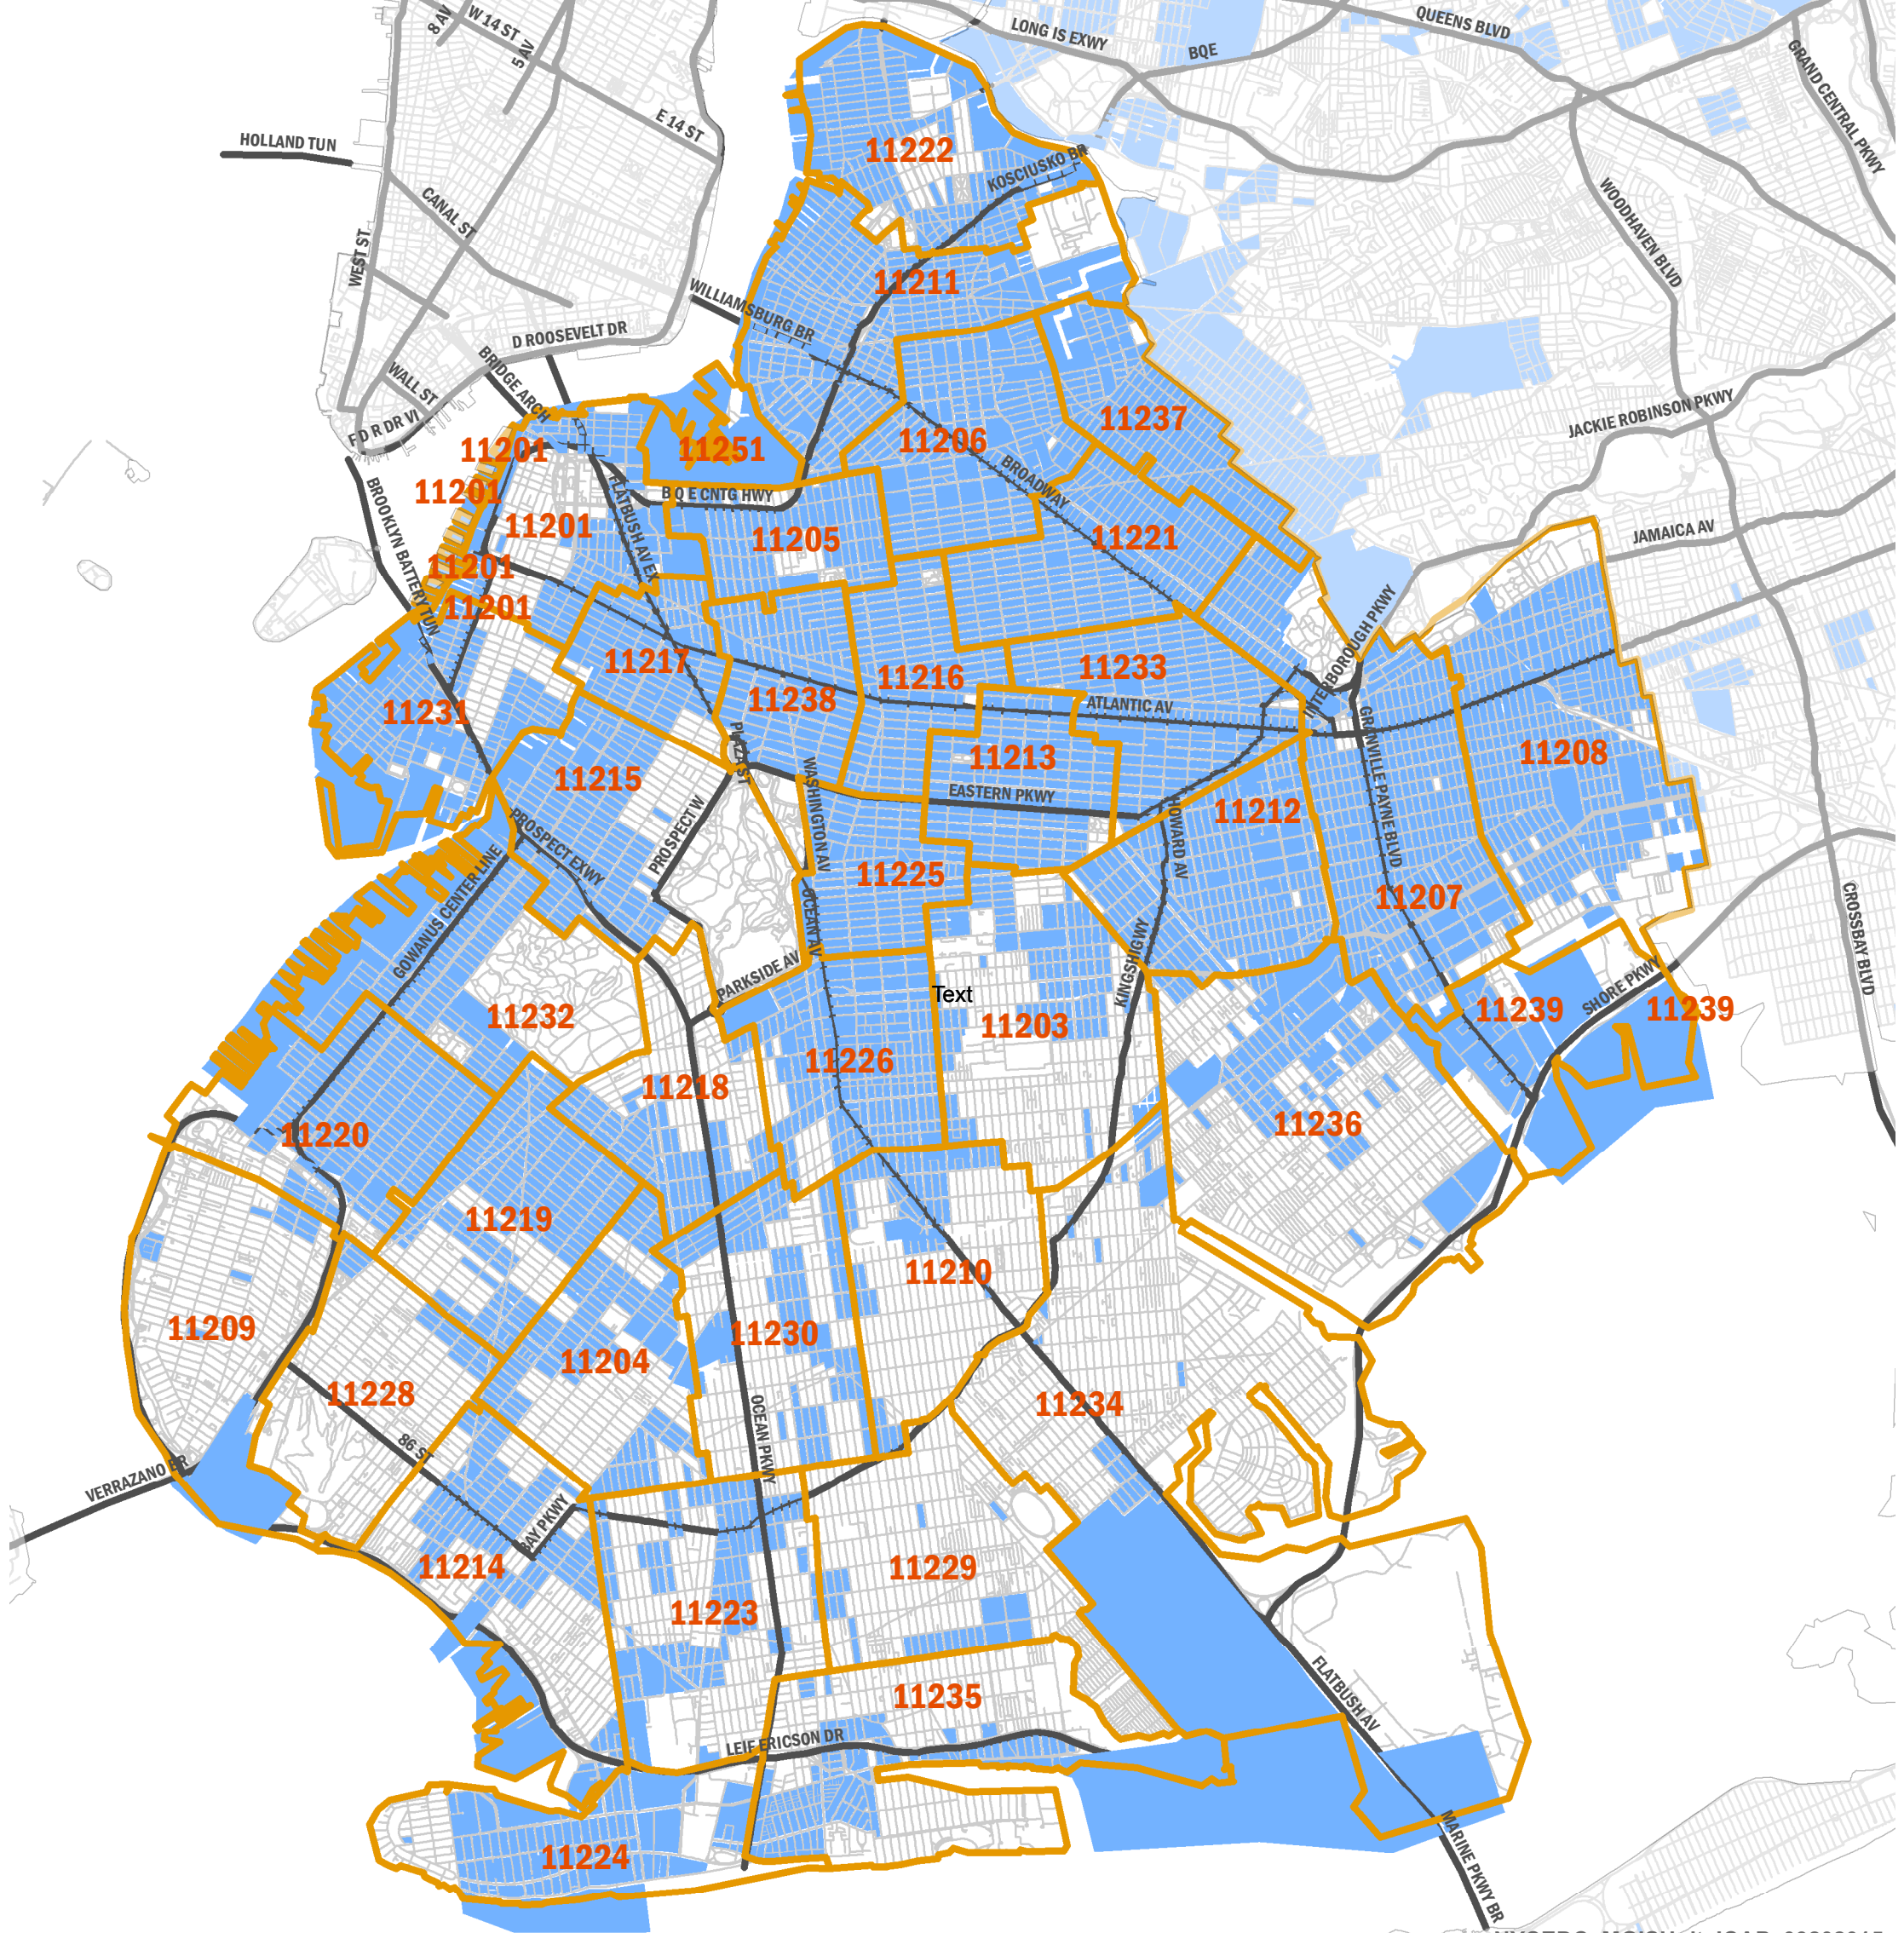 W 14 ST
8 AV
5 AV
E 14 ST
LONG IS EXWY
BQE
QUEENS BLVD
GRAND CENTRAL PKWY
HOLLAND TUN
CANAL ST
WEST ST
11222
KOSCIUSKO BR
WOODHAVEN BLVD
11211
WILLIAMSBURG BR
D ROOSEVELT DR
BRIDGE ARCH
WALL ST
F D R DR VI
JACKIE ROBINSON PKWY
11237
11206
11201
11251
BROADWAY
11201
B Q E CNTG HWY
FLATBUSH AV EX
BROOKLYN BATTERY TUN
11201
11205
11221
JAMAICA AV
11201
11201
INTERBOROUGH PKWY
11217
11216
11233
11238
ATLANTIC AV
11231
GRANVILLE PAYNE BLVD
PLAZA ST
11213
11208
11215
WASHINGTON AV
EASTERN PKWY
HOWARD AV
11212
PROSPECT EXWY
PROSPECT W
11225
11207
OCEAN AV
GOWANUS CENTER LINE
CROSSBAY BLVD
PARKSIDE AV
KINGSHIGWY
SHORE PKWY
Text
11232
11203
11239
11239
11226
11218
11220
11236
11219
11210
11209
11230
11204
11228
11234
86 ST
OCEAN PKWY
VERRAZANO BR
BAY PKWY
11214
11229
11223
11235
FLATBUSH AV
LEIF ERICSON DR
11224
MARINE PKWY BR